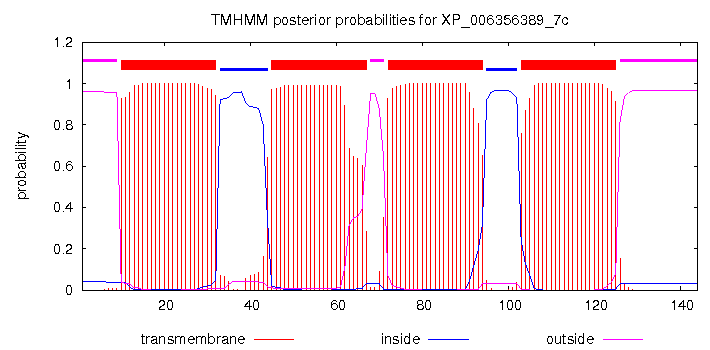 TMHMM posterior probabilities for XP_006356389_7c
1.2
1
0.8
0.6
0.4
0.2
0
probability
20 40 60 80 100 120 140
transmembrane inside outside